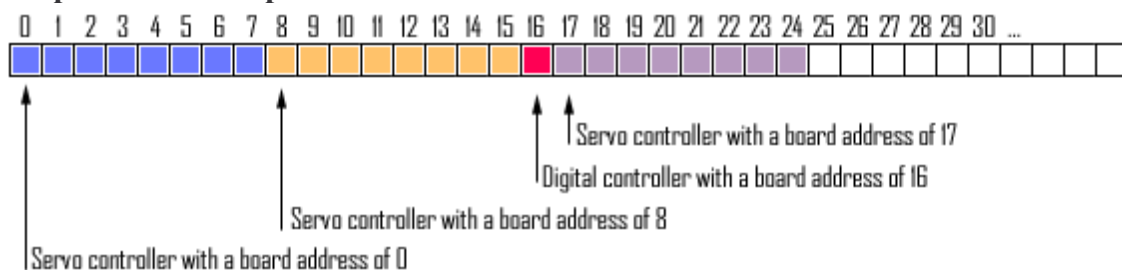 0 1 2 3 4 5 6 7 8 9 10 11 12 13 14 15 16 17 18 19 20 21 22 23 24 25 26 27 28 29 30 ...
Servo controller with a board address of 17
Digital controller with a board address of 16
Servo controller with a board address of 8
Servo controller with a board address of 0